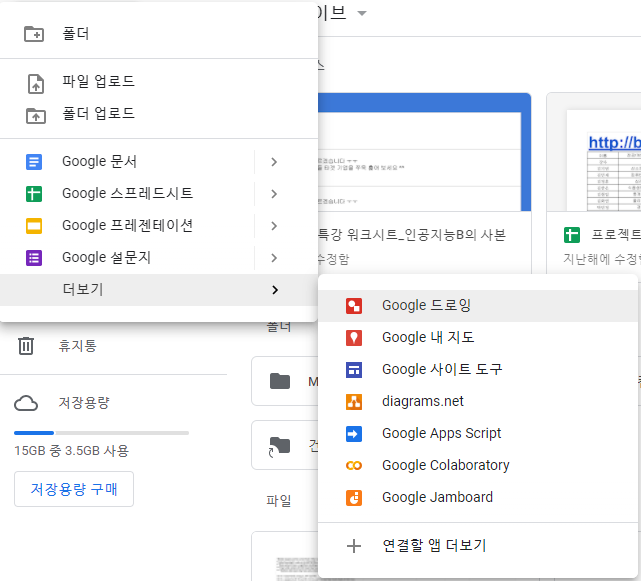 이브
폴더
파일 업로드
폴더 업로드
Google 문서
Google 스프레드시트
Google 프레젠테이션
Google 설문지
더보기
휴지통
저장용량
15GB 중 3.5GB 사용
저장용량 구매
스
http://b
특강 워크시트_인공지능B의 사본
수정함
프로젝트
지난해에 수정함
폴더
M
건
파일
Google 드로잉
Google 내 지도
Google 사이트 도구
diagrams.net
Google Apps Script
Google Colaboratory
Google Jamboard
연결할 앱 더보기